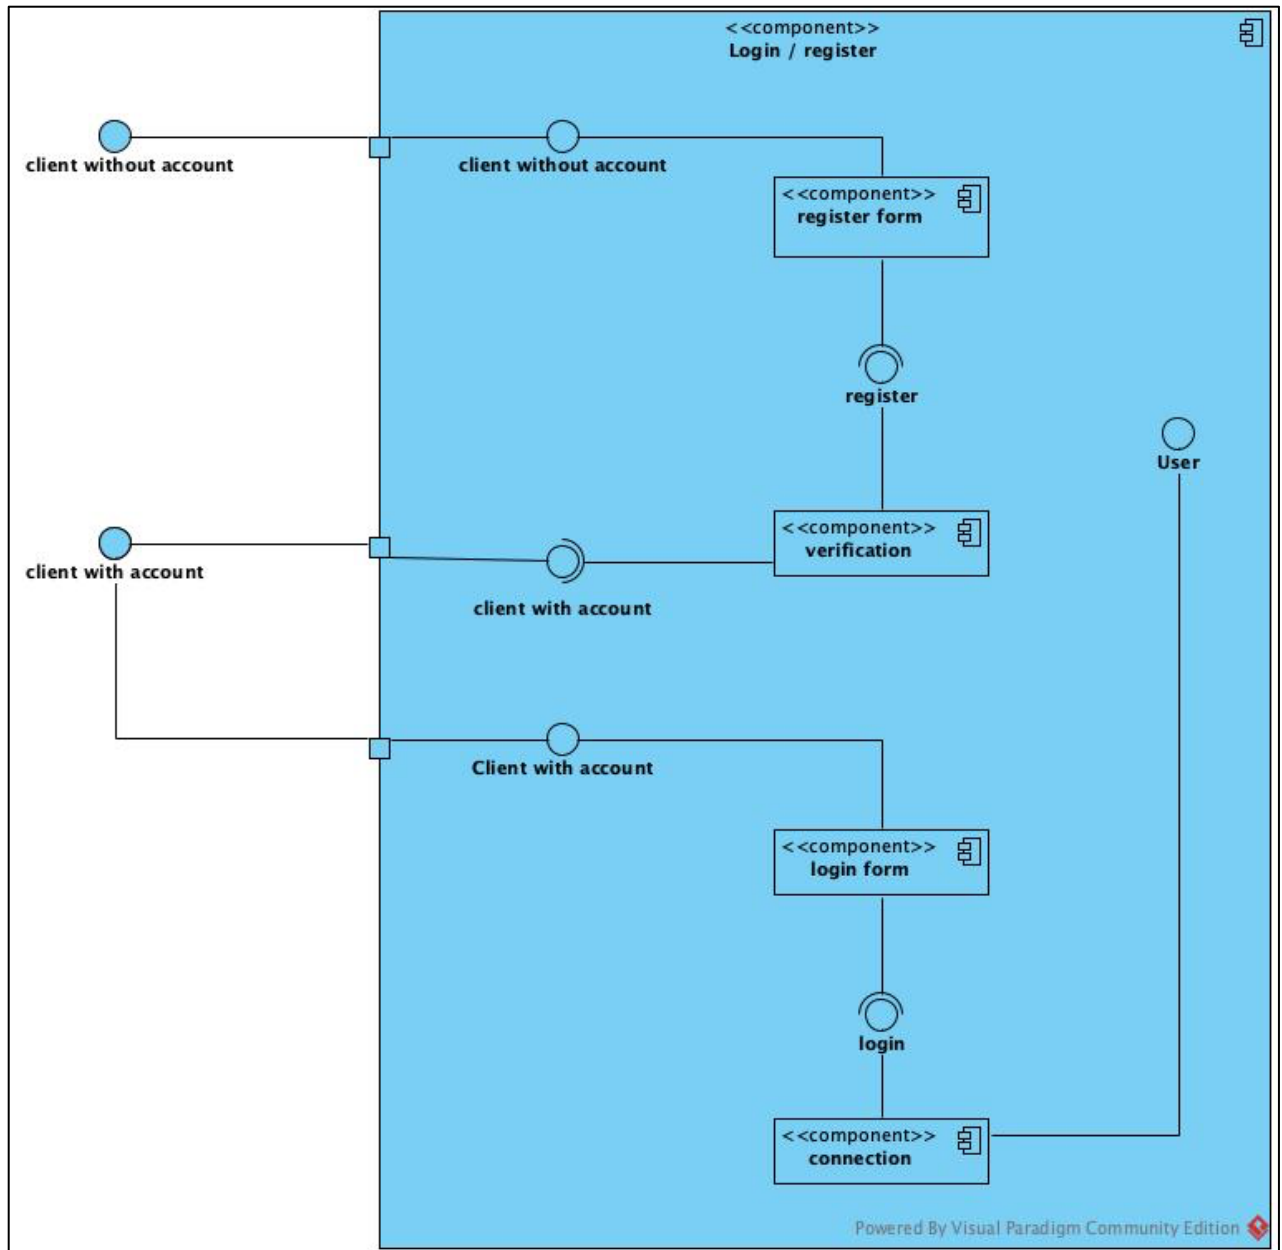 <<component>>
Login / register
client without account
client without account
<<component>>
register form
register
User
<<component>>
verification
client with account
client with account
Client with account
<<component>>
login form
login
<<component>>
connection
Powered By Visual Paradigm Community Edition